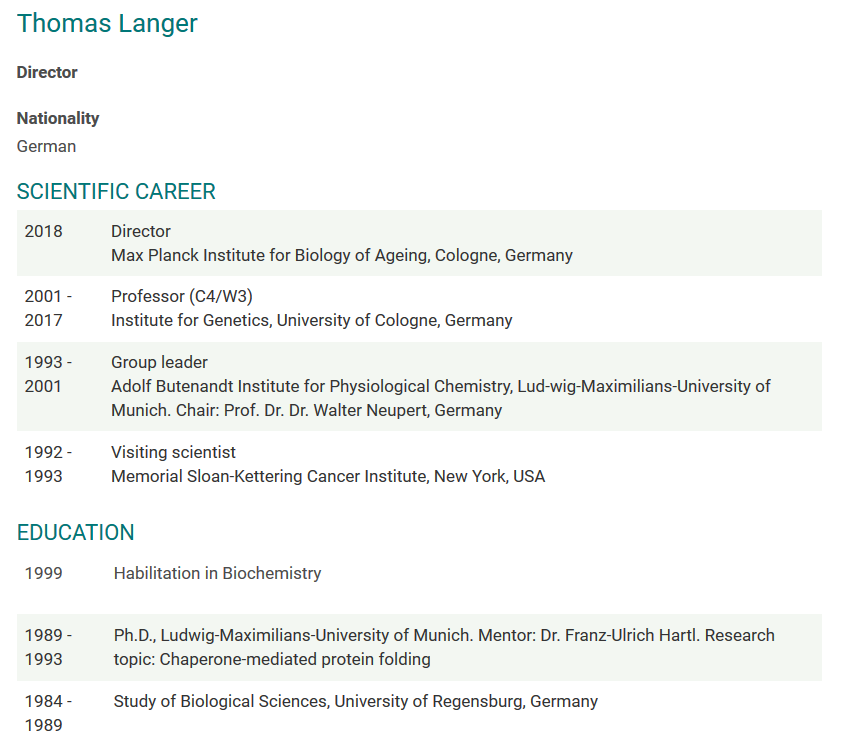 Thomas Langer
Director
Nationality
German
SCIENTIFIC CAREER
2018 Director
Max Planck Institute for Biology of Ageing, Cologne, Germany
2001 - Professor (C4/W3)
2017 Institute for Genetics, University of Cologne, Germany
1993 - Group leader
2001 Adolf Butenandt Institute for Physiological Chemistry, Lud-wig-Maximilians-University of
Munich. Chair: Prof. Dr. Dr. Walter Neupert, Germany
1992 - Visiting scientist
1993 Memorial Sloan-Kettering Cancer Institute, New York, USA
EDUCATION
1999 Habilitation in Biochemistry
1989 - Ph.D., Ludwig-Maximilians-University of Munich. Mentor: Dr. Franz-Ulrich Hartl. Research
1993 topic: Chaperone-mediated protein folding
1984 - Study of Biological Sciences, University of Regensburg, Germany
1989